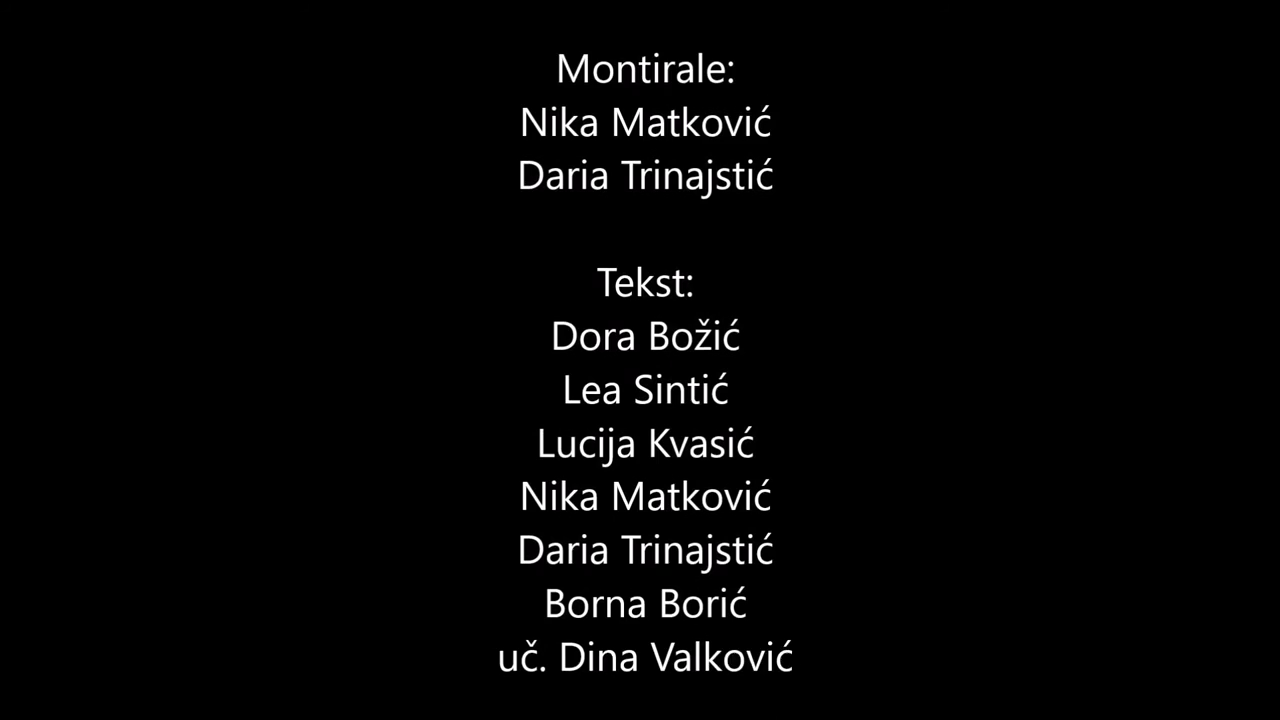 Montirale:
Nika Matković
Daria Trinajstić
Tekst:
Dora Božić
Lea Sintić
Lucija Kvasić
Nika Matković
Daria Trinajstić
Borna Borić
uč. Dina Valković